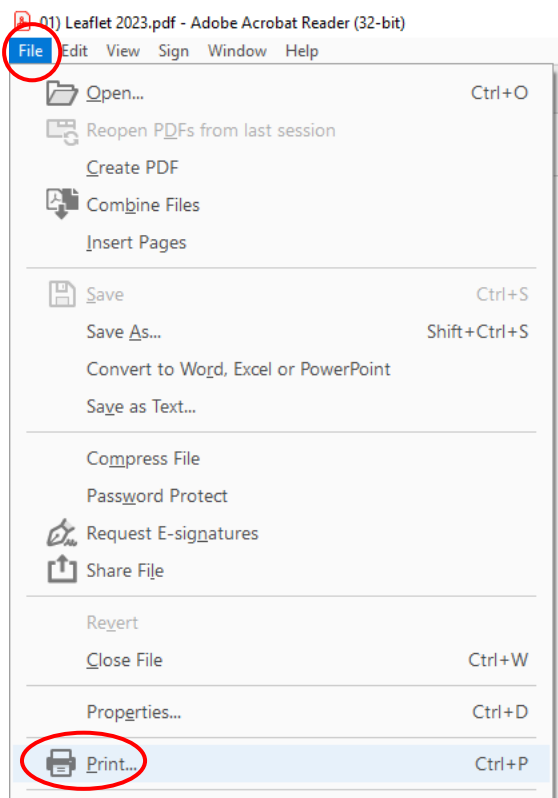 01) Leaflet 2023.pdf - Adobe Acrobat Reader (32-bit)
File Edit View Sign Window Help
Open... Ctrl+O
Reopen PDFs from last session
Create PDF
Combine Files
Insert Pages
Save Ctrl+S
Save As... Shift+Ctrl+S
Convert to Word, Excel or PowerPoint
Save as Text...
Compress File
Password Protect
Request E-signatures
Share File
Revert
Close File Ctrl+W
Properties... Ctrl+D
Print... Ctrl+P